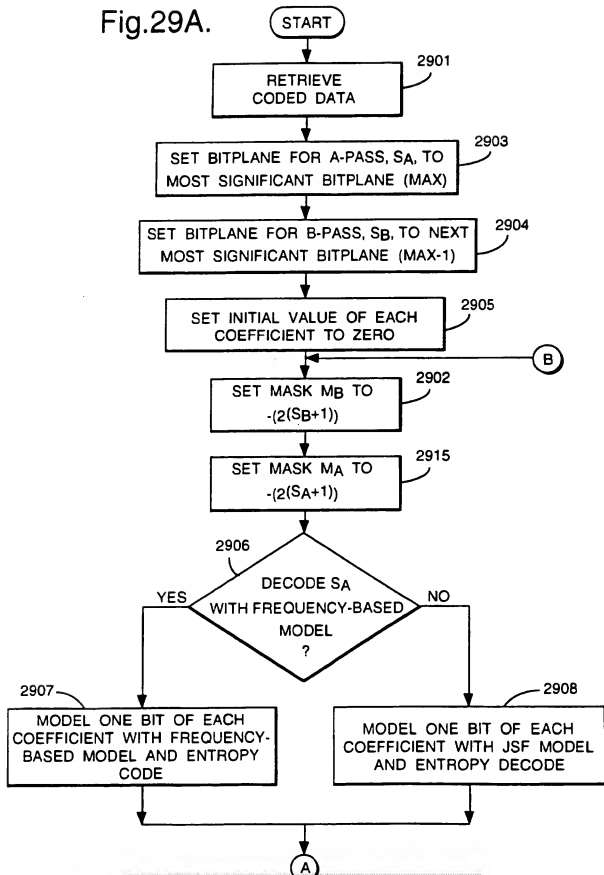 Fig.29A.
START
2901
RETRIEVE
CODED DATA
2903
SET BITPLANE FOR A-PASS, SA, TO
MOST SIGNIFICANT BITPLANE (MAX)
2904
SET BITPLANE FOR B-PASS, SB, TO NEXT
MOST SIGNIFICANT BITPLANE (MAX-1)
2905
SET INITIAL VALUE OF EACH
COEFFICIENT TO ZERO
B
2902
SET MASK MB TO
-(2(SB+1))
2915
SET MASK MA TO
-(2(SA+1))
2906
DECODE SA
WITH FREQUENCY-BASED
MODEL
?
YES
NO
2907
MODEL ONE BIT OF EACH
COEFFICIENT WITH FREQUENCY-
BASED MODEL AND ENTROPY
CODE
2908
MODEL ONE BIT OF EACH
COEFFICIENT WITH JSF MODEL
AND ENTROPY DECODE
A